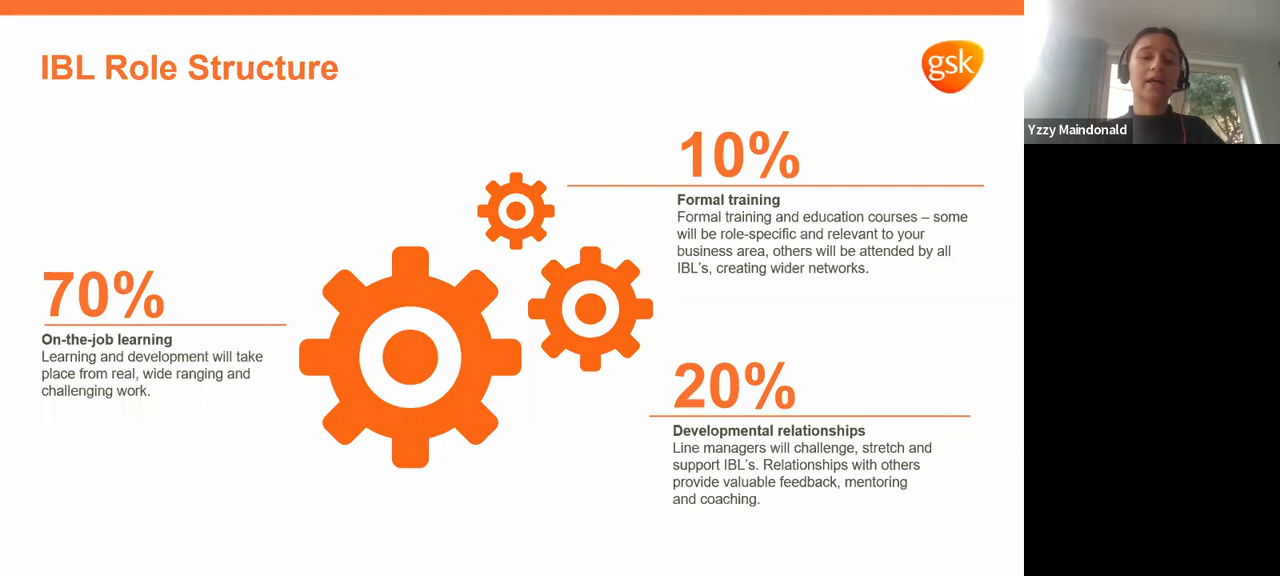 IBL Role Structure
gsk
Yzzy Maindonald
10%
Formal training
Formal training and education courses – some
will be role-specific and relevant to your
business area, others will be attended by all
IBL's, creating wider networks.
70%
On-the-job learning
Learning and development will take
place from real, wide ranging and
challenging work.
20%
Developmental relationships
Line managers will challenge, stretch and
support IBL's. Relationships with others
provide valuable feedback, mentoring
and coaching.